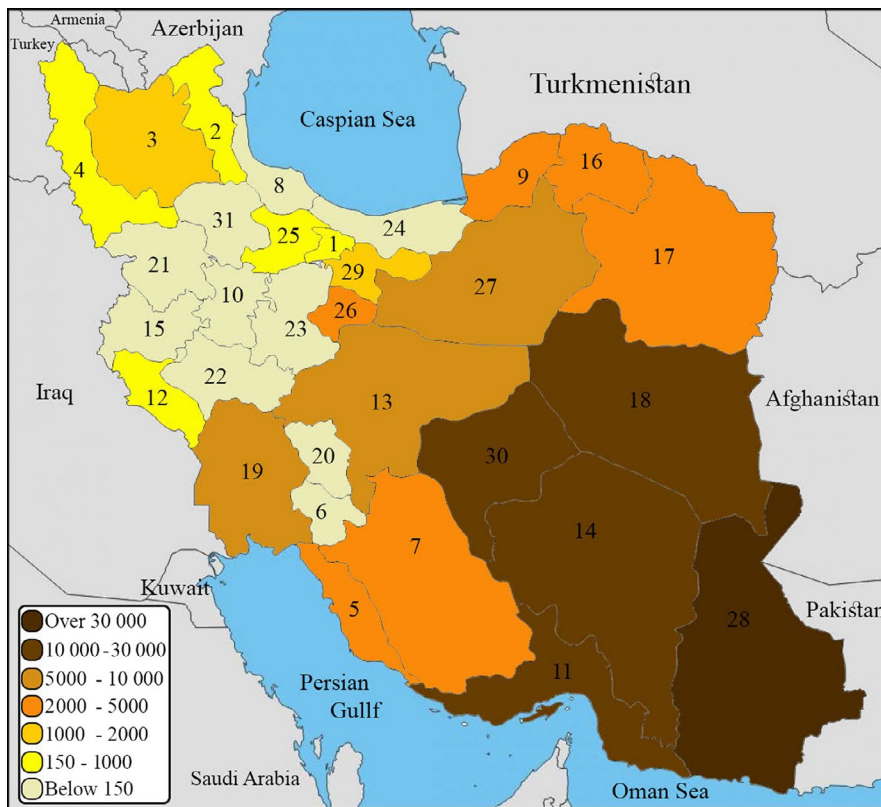 Armenia
Azerbijan
Turkey
Turkmenistan
Caspian Sea
2
3
16
9
4
8
17
31
24
25
1
21
29
27
10
26
15
23
22
Iraq
12
13
18
Afghanistan
20
30
19
6
14
7
Kuwait
5
28
Pakistan
11
Persian
Gullf
Saudi Arabia
Oman Sea
Over 30 000
10 000 -30 000
5000 - 10 000
2000 - 5000
1000 - 2000
150 - 1000
Below 150